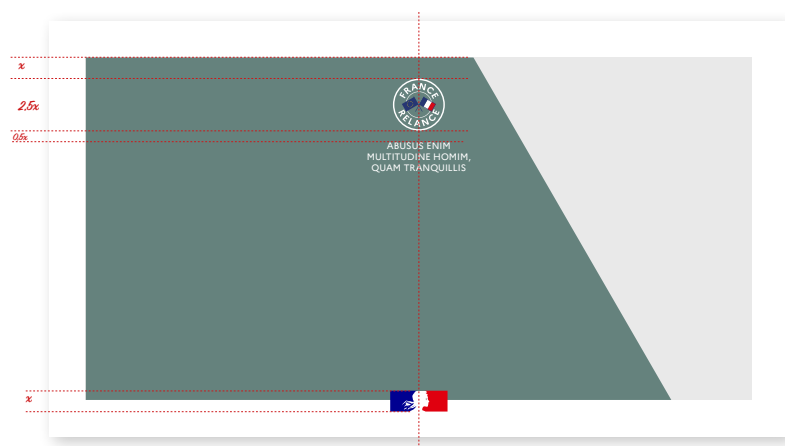 x
2,5x
0,5x
FRANCE
RELANCE
ABUSUS ENIM
MULTITUDINE HOMIM,
QUAM TRANQUILLIS
x